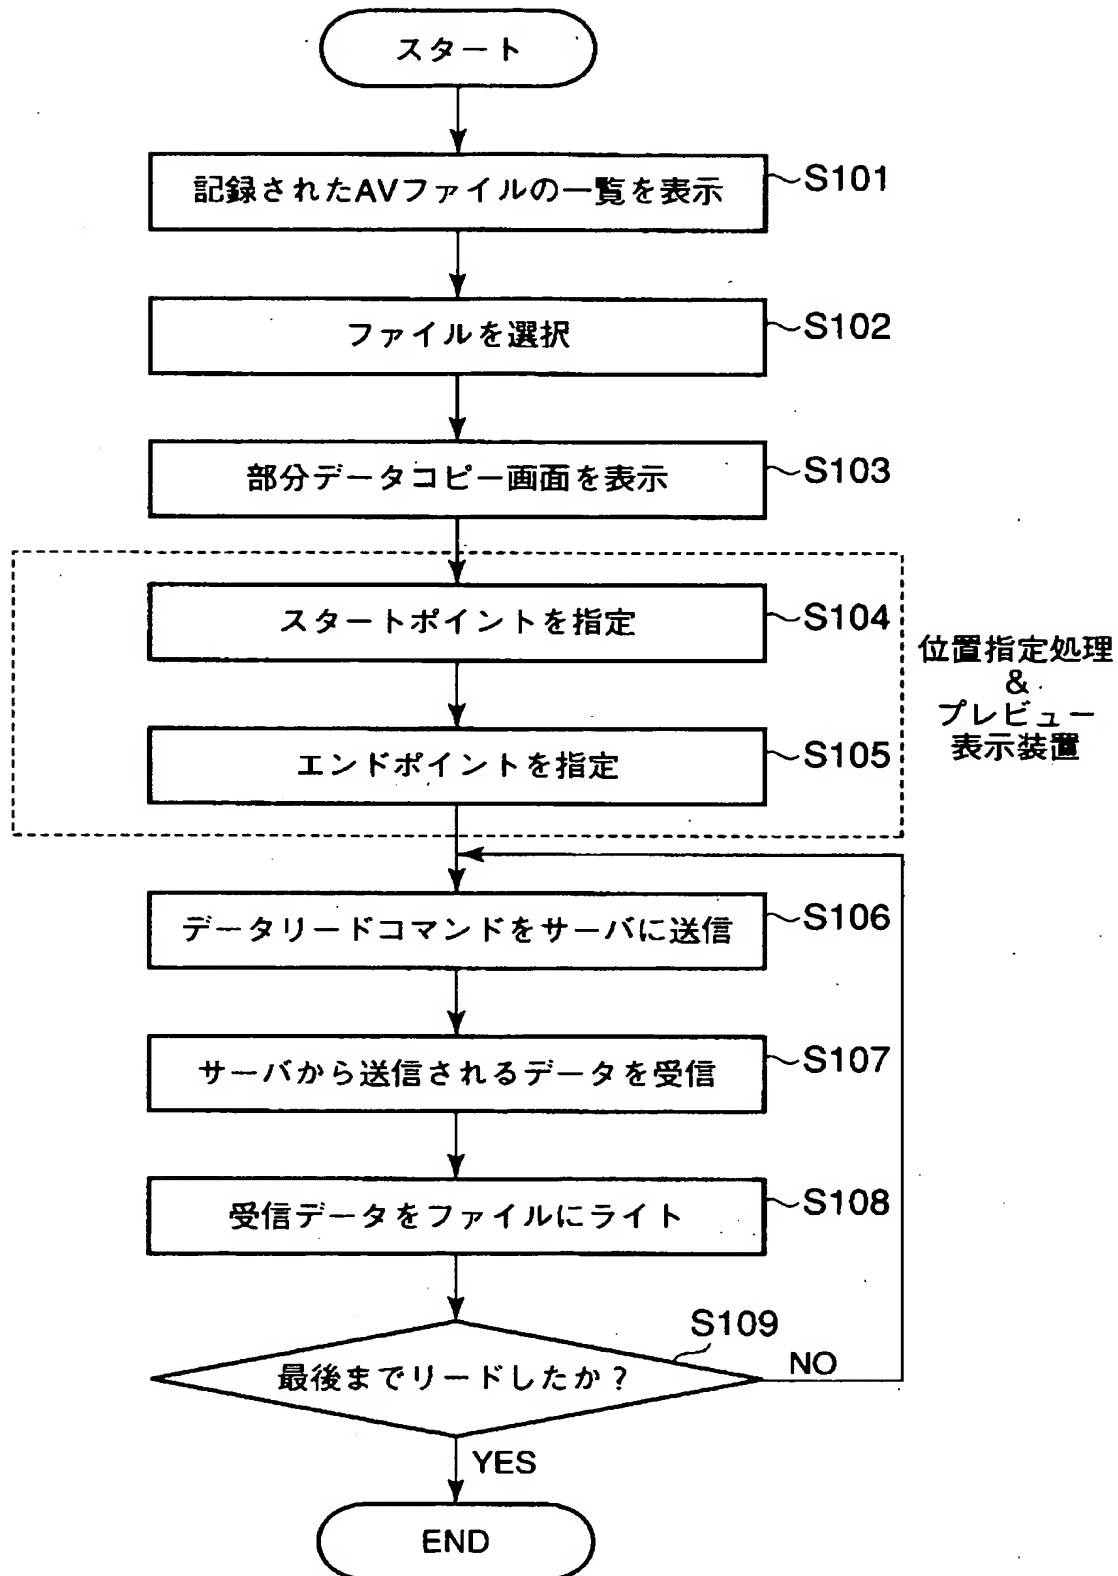 スタート
記録されたAVファイルの一覧を表示
S101
ファイルを選択
S102
部分データコピー画面を表示
S103
スタートポイントを指定
S104
エンドポイントを指定
S105
位置指定処理
&
プレビュー
表示装置
データリードコマンドをサーバに送信
S106
サーバから送信されるデータを受信
S107
受信データをファイルにライト
S108
最後までリードしたか？
S109
NO
YES
END